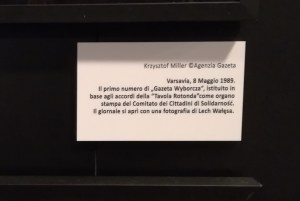 Krzysztof Miller ©Agenzia Gazeta
Varsavia, 8 Maggio 1989.
Il primo numero di „Gazeta Wyborcza”, istituito in
base agli accordi della “Tavola Rotonda”come organo
stampa del Comitato dei Cittadini di Solidarność.
Il giornale si aprì con una fotografia di Lech Wałęsa.